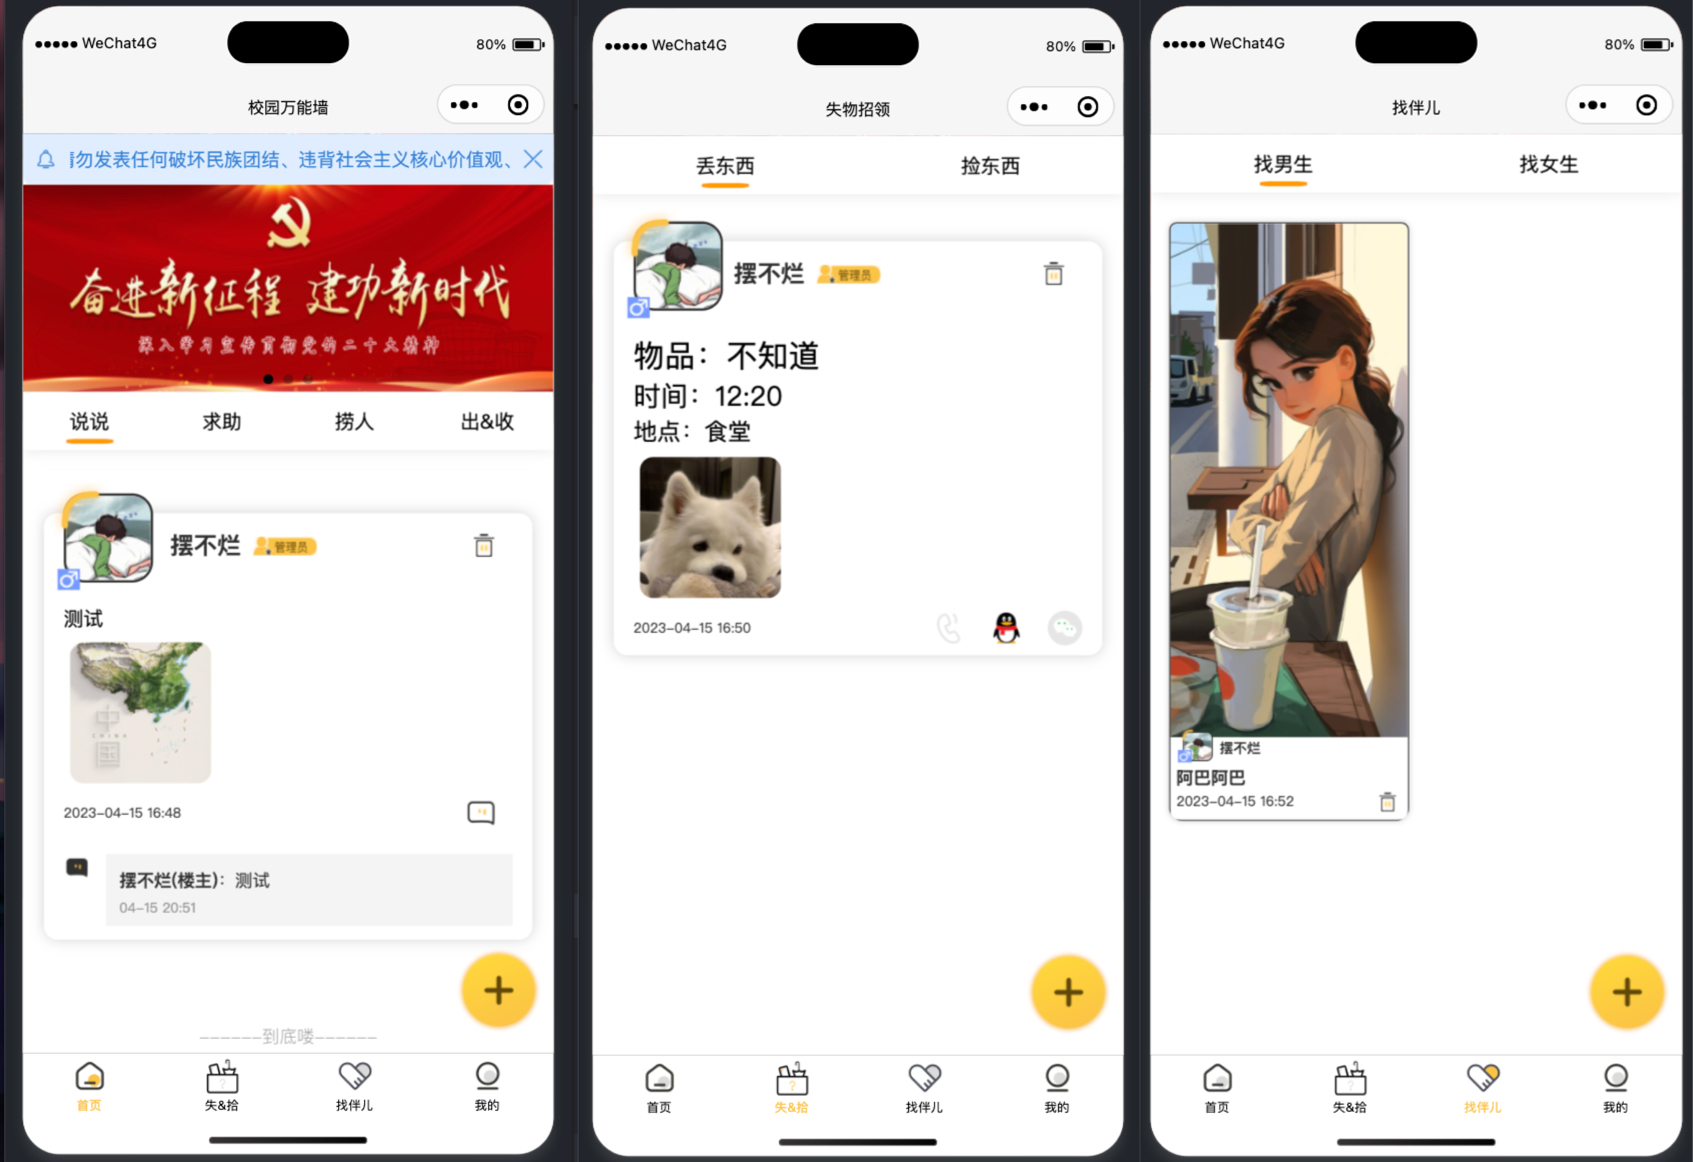 WeChat4G
80%
校园万能墙
勿发表任何破坏民族团结、违背社会主义核心价值观、
奋进新征程 建功新时代
深入学习宣传贯彻党的二十大精神
说说
求助
捞人
出&收
摆不烂
管理员
测试
中国
CHINA
2023-04-15 16:48
摆不烂(楼主)：测试
04-15 20:51
------到底喽------
首页
失&拾
找伴儿
我的
WeChat4G
80%
失物招领
丢东西
捡东西
摆不烂
管理员
物品：不知道
时间：12:20
地点：食堂
2023-04-15 16:50
首页
失&拾
找伴儿
我的
WeChat4G
80%
找伴儿
找男生
找女生
摆不烂
阿巴阿巴
2023-04-15 16:52
首页
失&拾
找伴儿
我的